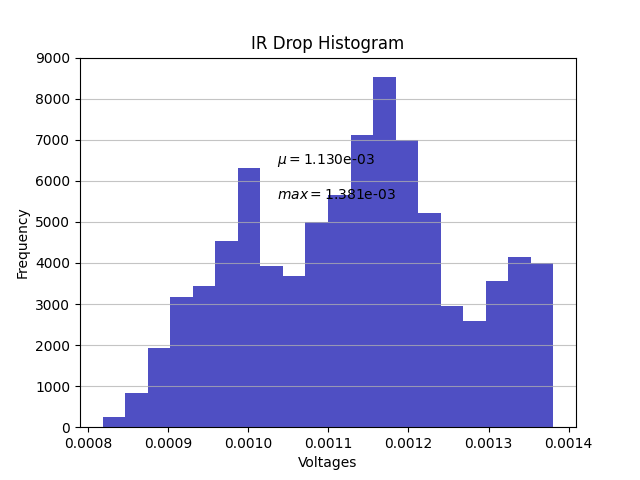 IR Drop Histogram
9000
8000
7000
6000
5000
4000
3000
2000
1000
0
Frequency
μ = 1.130e-03
max = 1.381e-03
0.0008 0.0009 0.0010 0.0011 0.0012 0.0013 0.0014
Voltages